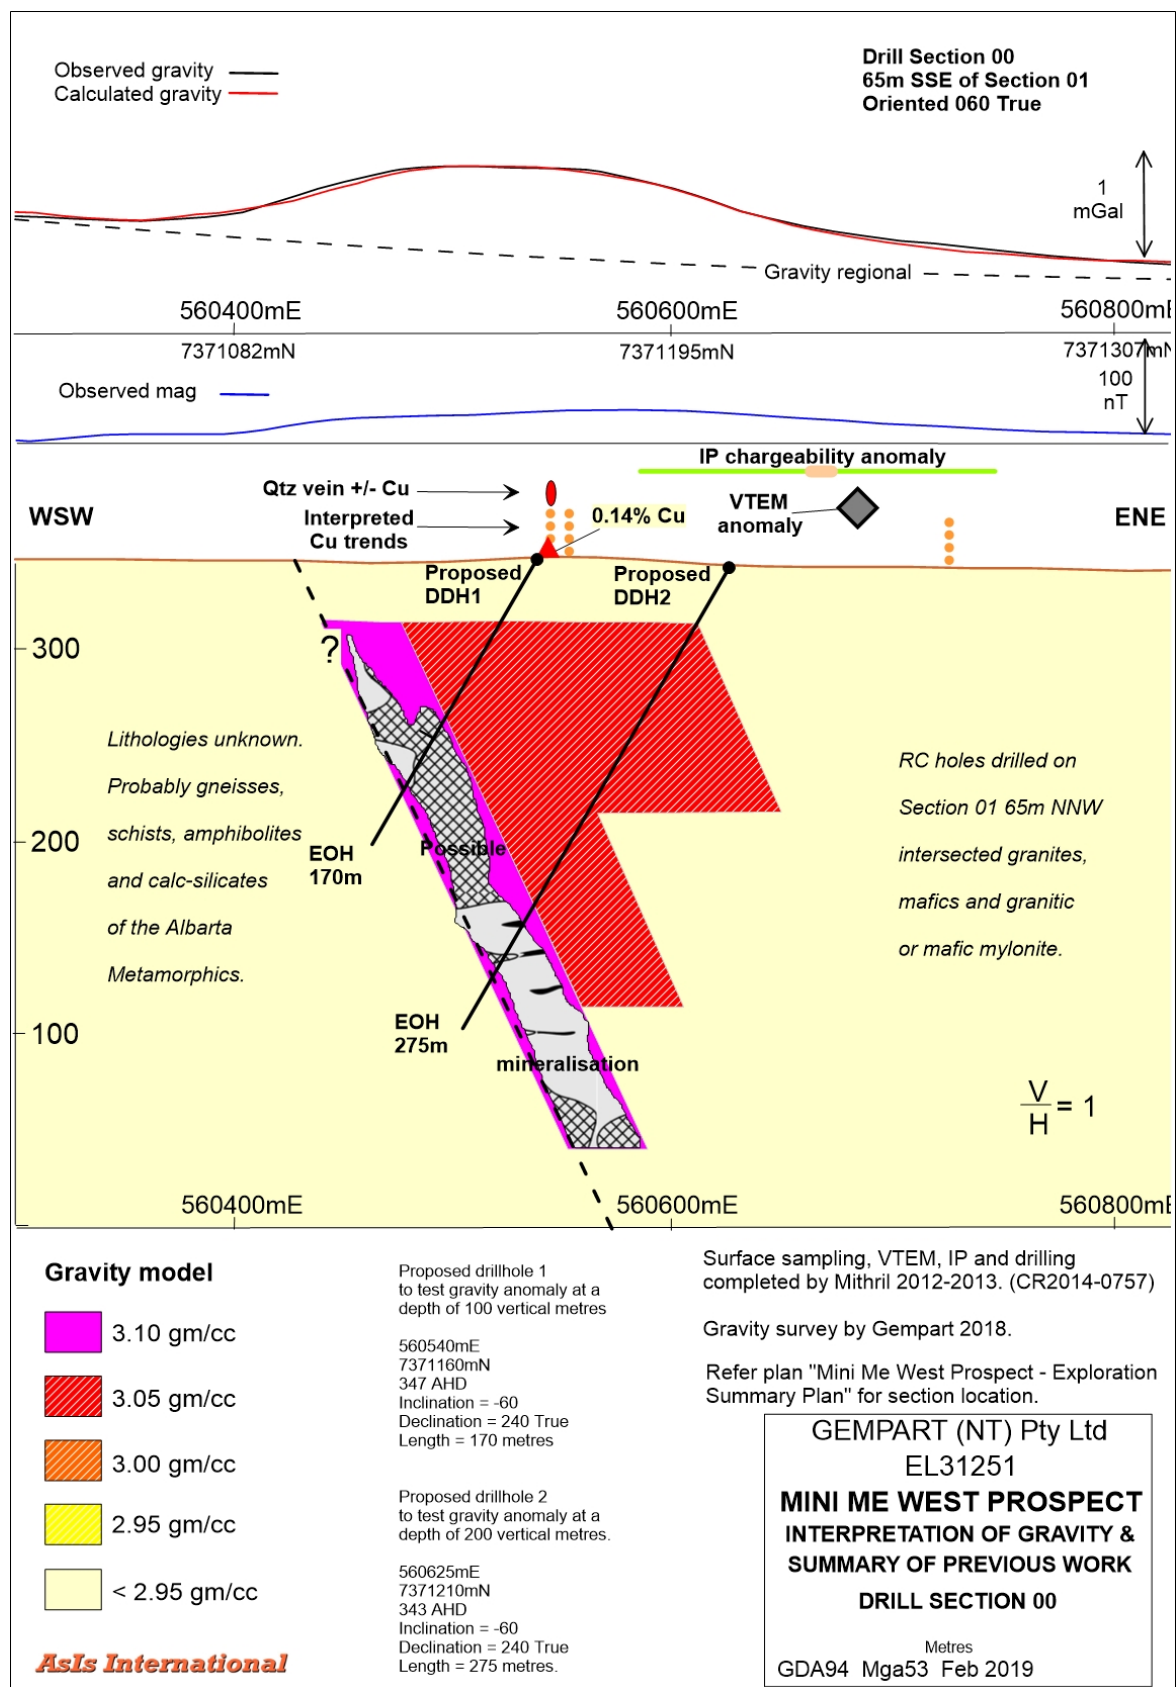 Observed gravity
Calculated gravity
Drill Section 00
65m SSE of Section 01
Oriented 060 True
1
mGal
Gravity regional
560400mE
560600mE
560800mE
7371082mN
7371195mN
7371307mN
Observed mag
100
nT
IP chargeability anomaly
Qtz vein +/- Cu
WSW
Interpreted
Cu trends
0.14% Cu
VTEM
anomaly
ENE
Proposed
DDH1
Proposed
DDH2
300
?
Lithologies unknown.
Probably gneisses,
schists, amphibolites
and calc-silicates
of the Albarta
Metamorphics.
RC holes drilled on
Section 01 65m NNW
intersected granites,
mafics and granitic
or mafic mylonite.
200
EOH
170m
Possible
100
EOH
275m
mineralisation
V
H
= 1
560400mE
560600mE
560800mE
Gravity model
3.10 gm/cc
3.05 gm/cc
3.00 gm/cc
2.95 gm/cc
< 2.95 gm/cc
AsIs International
Proposed drillhole 1
to test gravity anomaly at a
depth of 100 vertical metres
560540mE
7371160mN
347 AHD
Inclination = -60
Declination = 240 True
Length = 170 metres
Proposed drillhole 2
to test gravity anomaly at a
depth of 200 vertical metres.
560625mE
7371210mN
343 AHD
Inclination = -60
Declination = 240 True
Length = 275 metres.
Surface sampling, VTEM, IP and drilling
completed by Mithril 2012-2013. (CR2014-0757)
Gravity survey by Gempart 2018.
Refer plan "Mini Me West Prospect - Exploration
Summary Plan" for section location.
GEMPART (NT) Pty Ltd
EL31251
MINI ME WEST PROSPECT
INTERPRETATION OF GRAVITY &
SUMMARY OF PREVIOUS WORK
DRILL SECTION 00
Metres
GDA94 Mga53 Feb 2019